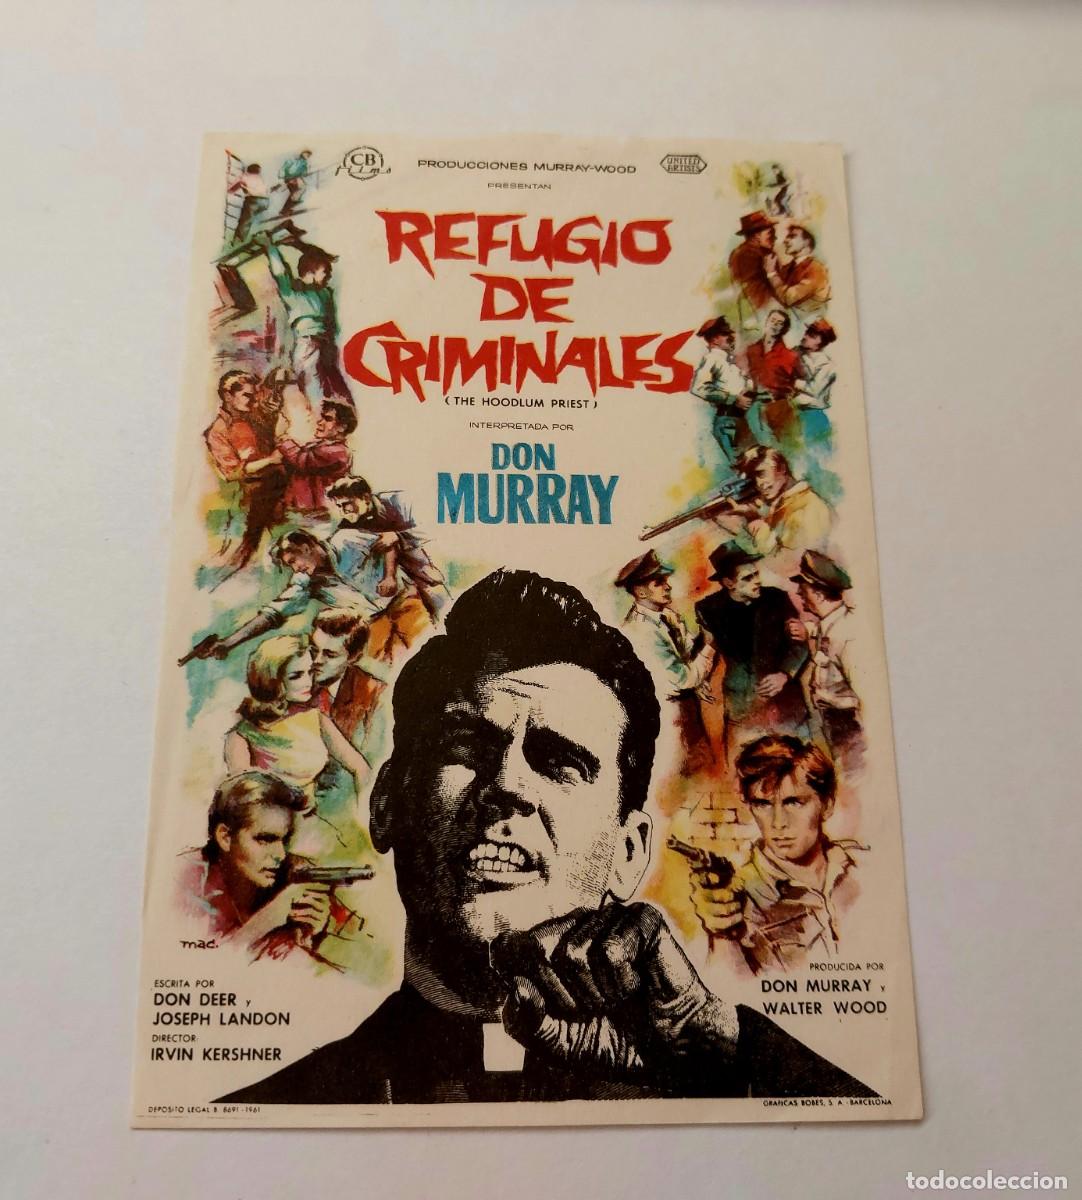 CB
films
PRODUCCIONES MURRAY-WOOD
UNITED
ARTISTS
PRESENTAN
REFUGIO
DE
CRIMINALES
( THE HOODLUM PRIEST )
INTERPRETADA POR
DON
MURRAY
mac.
ESCRITA POR
DON DEER y
JOSEPH LANDON
DIRECTOR:
IRVIN KERSHNER
PRODUCIDA POR
DON MURRAY y
WALTER WOOD
DEPOSITO LEGAL B. 8691 - 1961
GRAFICAS BOBES, S. A. - BARCELONA
todocoleccion